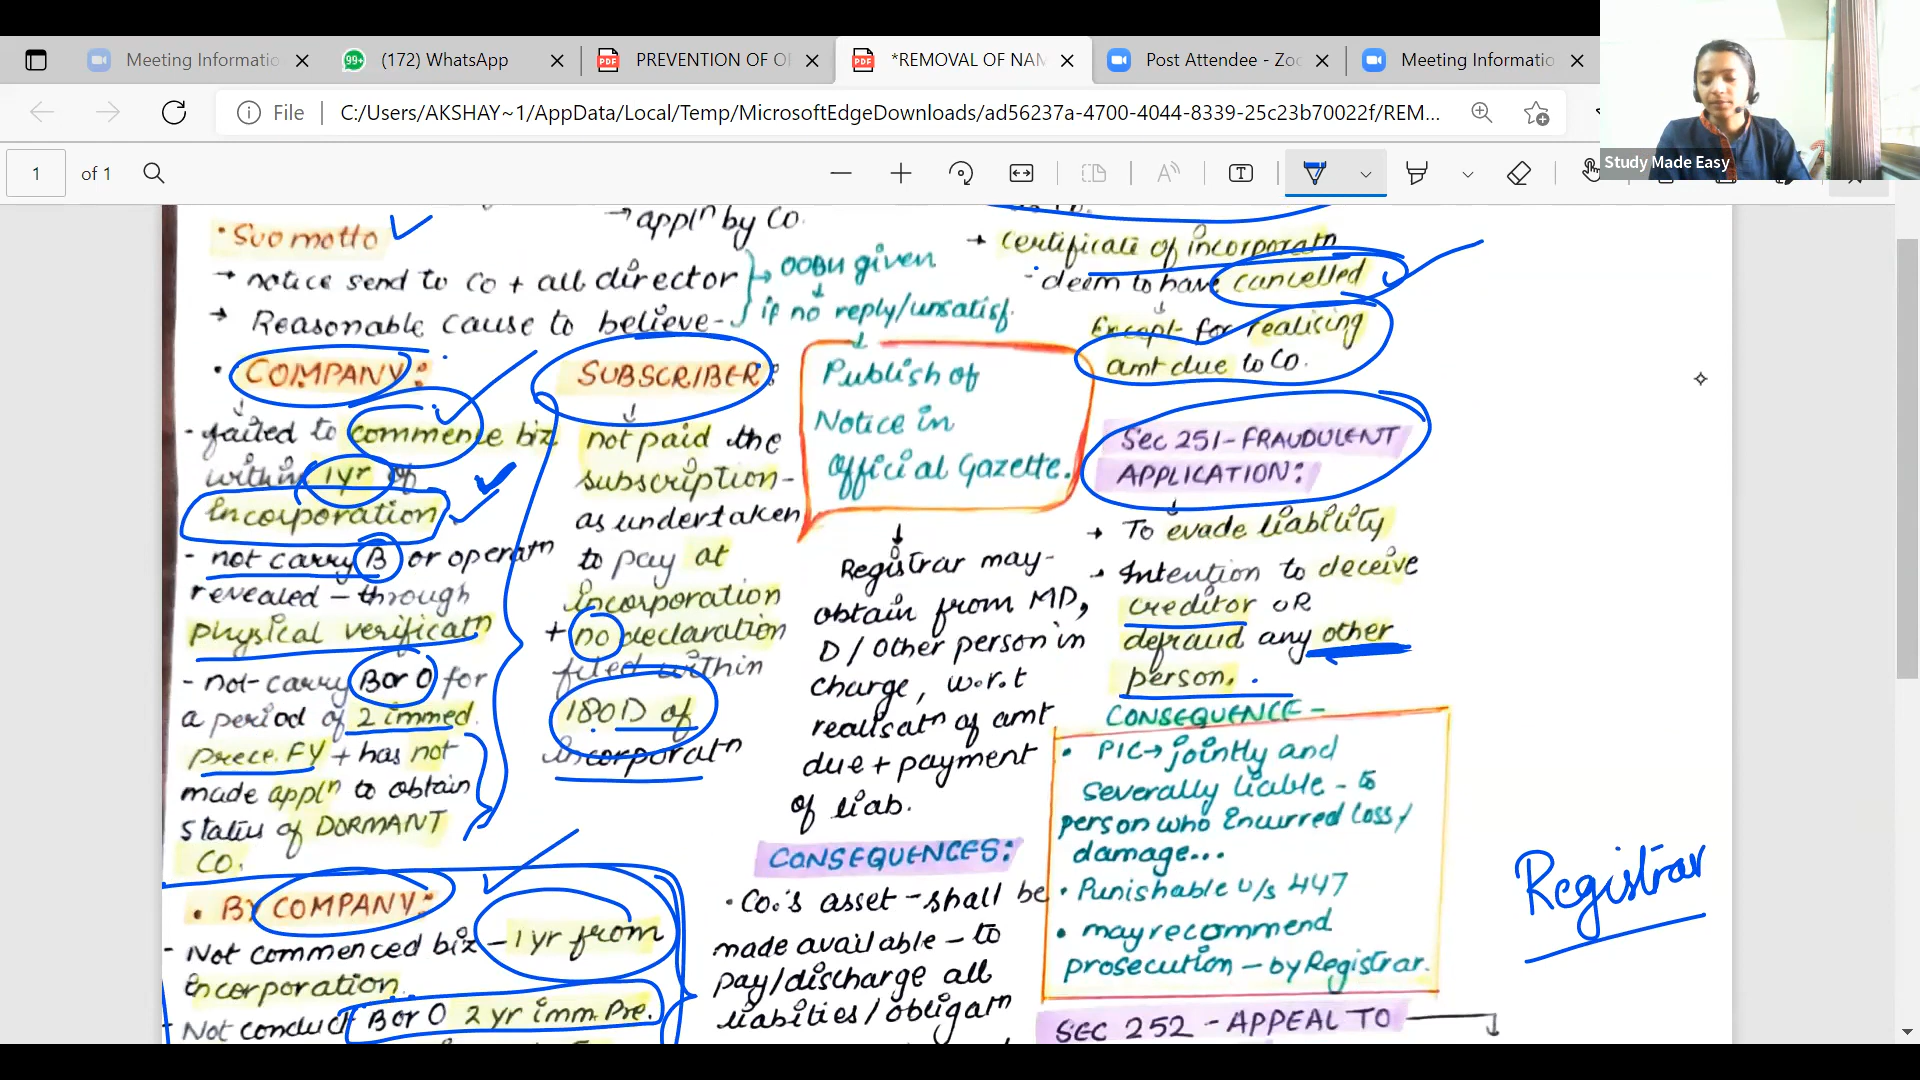 Meeting Informatio
(172) WhatsApp
PREVENTION OF OP
*REMOVAL OF NAM
Post Attendee - Zoo
Meeting Informatio
File
C:/Users/AKSHAY~1/AppData/Local/Temp/MicrosoftEdgeDownloads/ad56237a-4700-4044-8339-25c23b70022f/REM...
1 of 1
Study Made Easy
• Suo motto
→ notice send to Co + all director
→ Reasonable cause to believe-
• COMPANY:
- failed to commence biz
within 1yr of
incorporation
- not carry B or operatn
revealed - through
physical verificatn
- not-carry B or O for
a period of 2 immed.
prece. FY + has not
made appln to obtain
status of DORMANT
CO.
• BY COMPANY:
- Not commenced biz - 1 yr from
incorporation.
- Not conduct B or O 2 yr imm. Pre.
→ appln by Co.
SUBSCRIBER:
not paid the
subscription-
as undertaken
to pay at
incorporation
+ no declaration
filed within
180D of
incorporatn
→ OOBH given
if no reply/unsatisf.
Publish of
Notice in
Official Gazette.
Registrar may-
obtain from MD,
D/Other person in
charge, w.r.t
realisatn of amt
due + payment
of liab.
CONSEQUENCES:
• Co.'s asset - shall be
made available - to
pay/discharge all
liabilities/obligatn
→ Certificate of incorporatn
- deem to have cancelled
Except for realising
amt due to Co.
Sec 251 - FRAUDULENT
APPLICATION:
→ To evade liability
→ Intention to deceive
creditor OR
defraud any other
person.
CONSEQUENCE -
• PIC → jointly and
severally liable - to
person who incurred loss/
damage...
• Punishable u/s 447
• may recommend
prosecution - by Registrar.
SEC 252 - APPEAL TO
Registrar